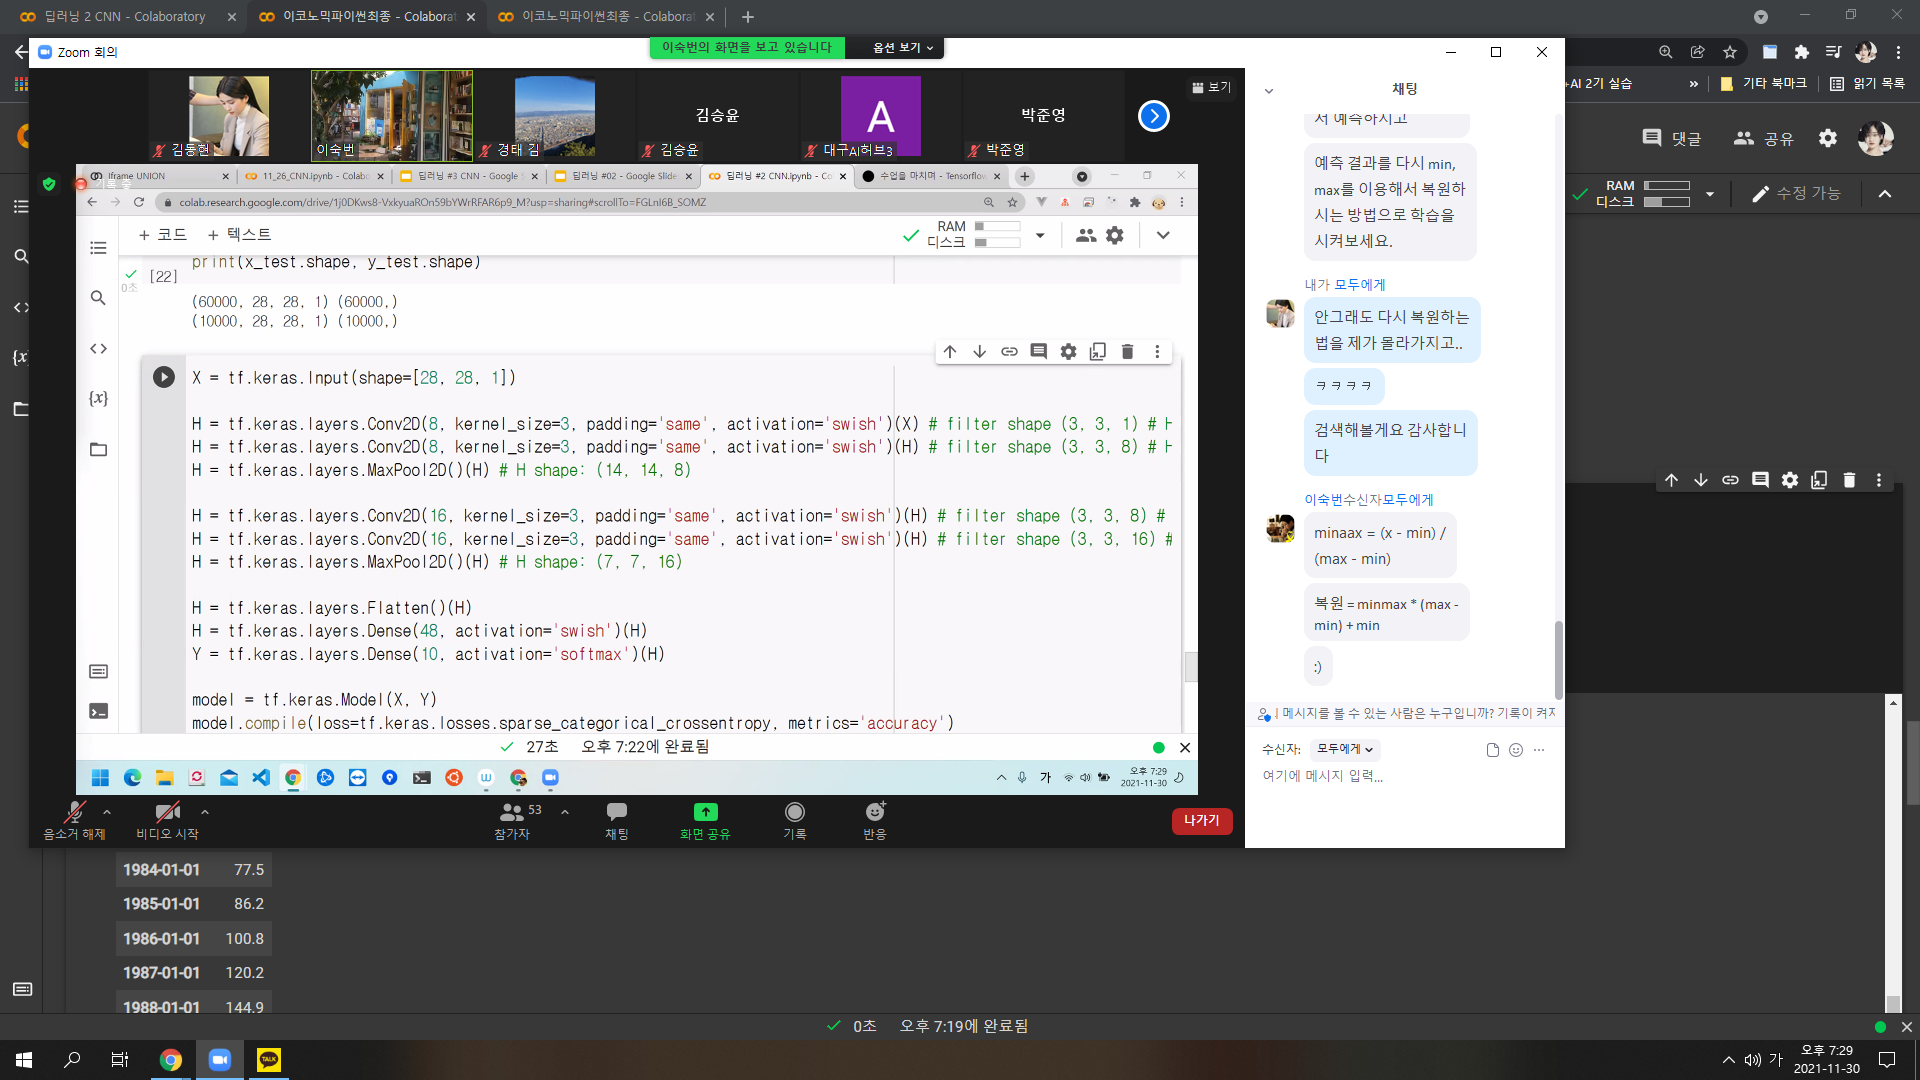 딥러닝 2 CNN - Colaboratory
이코노믹파이썬최종 - Colaborat
이코노믹파이썬최종 - Colaborat
Zoom 회의
이숙번의 화면을 보고 있습니다
옵션 보기
+AI 2기 실습
»
기타 북마크
읽기 목록
보기
김동현
이숙번
경태 김
김승윤
김승윤
A
대구AI허브3
박준영
박준영
댓글
공유
RAM
디스크
수정 가능
Iframe UNION
11_26_CNN.ipynb - Colabo
딥러닝 #3 CNN - Google S
딥러닝 #02 - Google Slide
딥러닝 #2 CNN.ipynb - Co
수업을 마치며 - Tensorflow
colab.research.google.com/drive/1j0DKws8-VxkyuaROn59bYWrRFAR6p9_M?usp=sharing#scrollTo=FGLnI6B_SOMZ
+ 코드 + 텍스트
RAM
디스크
print(x_test.shape, y_test.shape)
[22]
0초
(60000, 28, 28, 1) (60000,)
(10000, 28, 28, 1) (10000,)
X = tf.keras.Input(shape=[28, 28, 1])
H = tf.keras.layers.Conv2D(8, kernel_size=3, padding='same', activation='swish')(X) # filter shape (3, 3, 1) # H
H = tf.keras.layers.Conv2D(8, kernel_size=3, padding='same', activation='swish')(H) # filter shape (3, 3, 8) # H
H = tf.keras.layers.MaxPool2D()(H) # H shape: (14, 14, 8)
H = tf.keras.layers.Conv2D(16, kernel_size=3, padding='same', activation='swish')(H) # filter shape (3, 3, 8) #
H = tf.keras.layers.Conv2D(16, kernel_size=3, padding='same', activation='swish')(H) # filter shape (3, 3, 16) #
H = tf.keras.layers.MaxPool2D()(H) # H shape: (7, 7, 16)
H = tf.keras.layers.Flatten()(H)
H = tf.keras.layers.Dense(48, activation='swish')(H)
Y = tf.keras.layers.Dense(10, activation='softmax')(H)
model = tf.keras.Model(X, Y)
model.compile(loss=tf.keras.losses.sparse_categorical_crossentropy, metrics='accuracy')
27초 오후 7:22에 완료됨
가
오후 7:29
2021-11-30
음소거 해제
비디오 시작
53
참가자
채팅
화면 공유
기록
반응
나가기
채팅
서 예측하시고
예측 결과를 다시 min,
max를 이용해서 복원하
시는 방법으로 학습을
시켜보세요.
내가 모두에게
안그래도 다시 복원하는
법을 제가 몰라가지고..
ㅋㅋㅋㅋ
검색해볼게요 감사합니
다
이숙번수신자모두에게
minaax = (x - min) /
(max - min)
복원 = minmax * (max -
min) + min
:)
메시지를 볼 수 있는 사람은 누구입니까? 기록이 켜지
수신자: 모두에게
여기에 메시지 입력...
1984-01-01 77.5
1985-01-01 86.2
1986-01-01 100.8
1987-01-01 120.2
1988-01-01 144.9
0초 오후 7:19에 완료됨
TALK
가
오후 7:29
2021-11-30